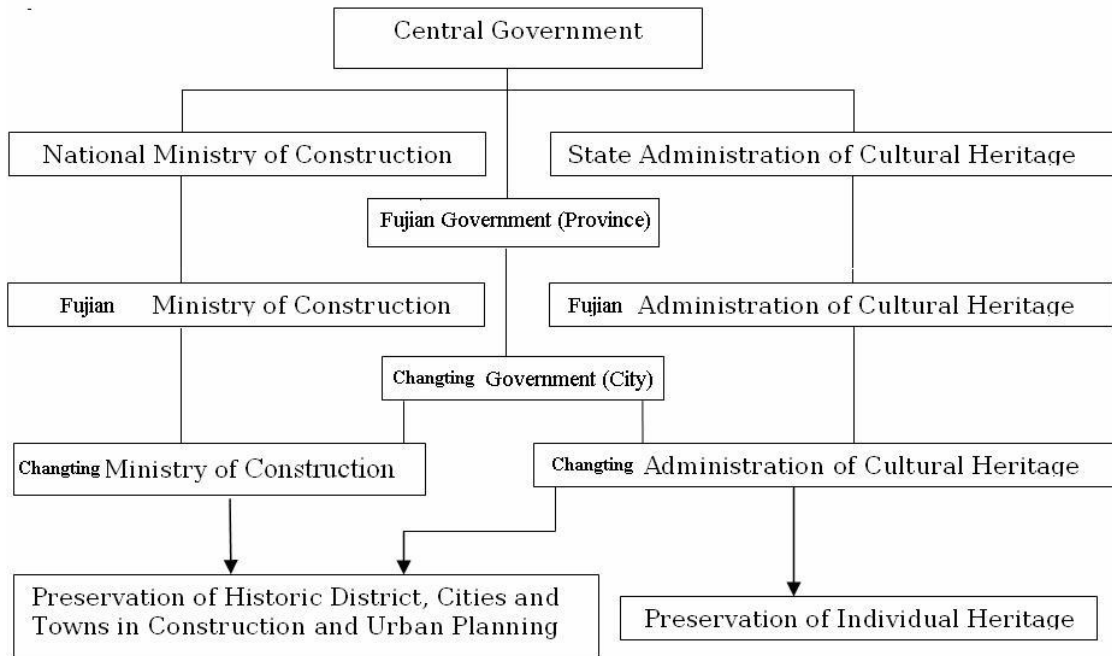 Central Government
National Ministry of Construction
State Administration of Cultural Heritage
Fujian Government (Province)
Fujian Ministry of Construction
Fujian Administration of Cultural Heritage
Changting Government (City)
Changting Ministry of Construction
Changting Administration of Cultural Heritage
Preservation of Historic District, Cities and
Towns in Construction and Urban Planning
Preservation of Individual Heritage